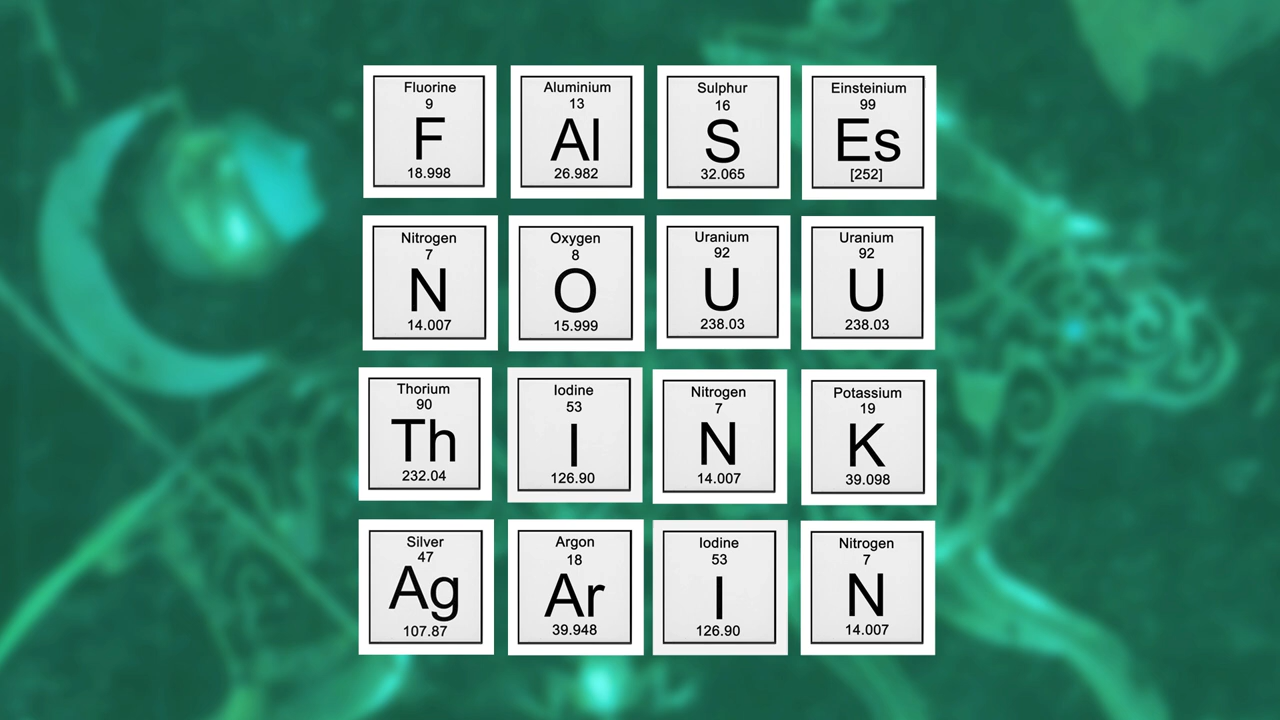 Fluorine Aluminium Sulphur Einsteinium
9 13 16 99
F Al S Es
18.998 26.982 32.065 [252]
Nitrogen Oxygen Uranium Uranium
7 8 92 92
N O U U
14.007 15.999 238.03 238.03
Thorium Iodine Nitrogen Potassium
90 53 7 19
Th I N K
232.04 126.90 14.007 39.098
Silver Argon Iodine Nitrogen
47 18 53 7
Ag Ar I N
107.87 39.948 126.90 14.007